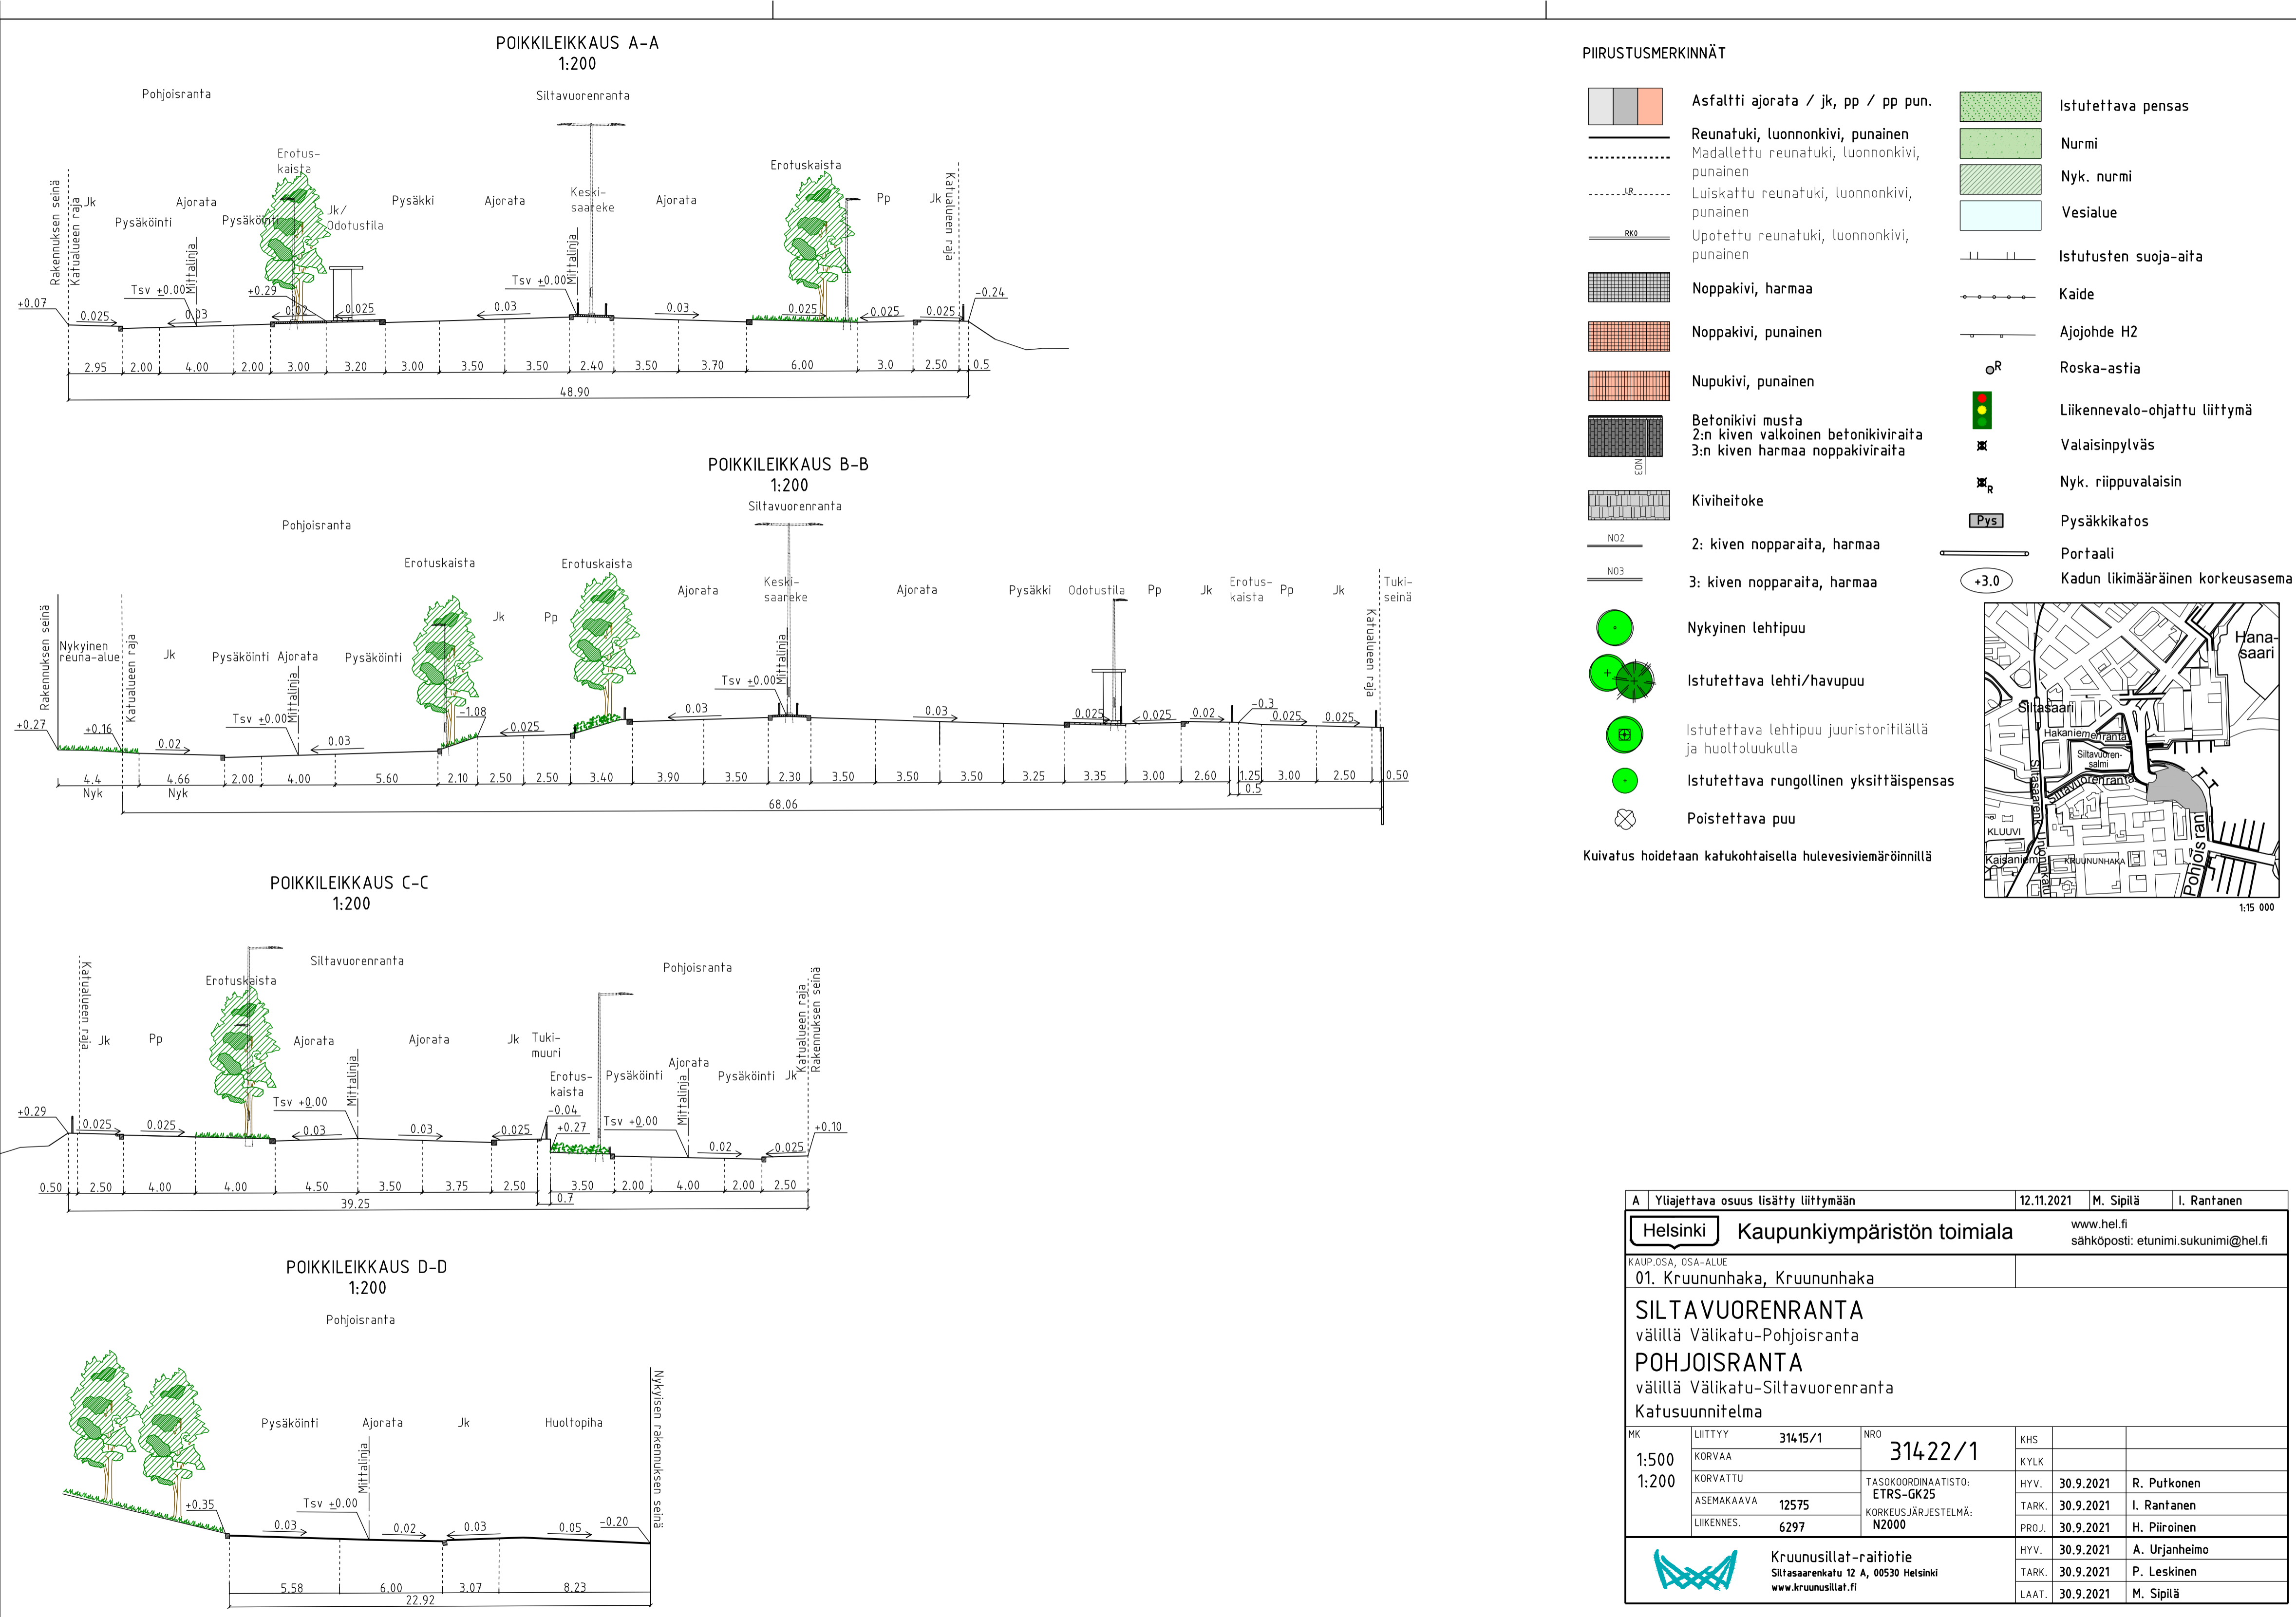 POIKKILEIKKAUS A-A
1:200
Pohjoisranta
Siltavuorenranta
Rakennuksen seinä
Katualueen raja
Jk
Pysäköinti
Ajorata
Mittalinja
Pysäköinti
Erotus-
kaista
Jk/
Odotustila
Pysäkki
Ajorata
Keski-
saareke
Mittalinja
Ajorata
Erotuskaista
Pp
Jk
Katualueen raja
+0.07
0.025
Tsv +0.00
0.03
+0.29
0.02
0.025
0.03
Tsv +0.00
0.03
0.025
0.025
0.025
-0.24
2.95 2.00 4.00 2.00 3.00 3.20 3.00 3.50 3.50 2.40 3.50 3.70 6.00 3.0 2.50 0.5
48.90
POIKKILEIKKAUS B-B
1:200
Siltavuorenranta
Pohjoisranta
Rakennuksen seinä
Nykyinen
reuna-alue
Katualueen raja
Jk
Pysäköinti
Ajorata
Mittalinja
Pysäköinti
Erotuskaista
Jk
Pp
Erotuskaista
Ajorata
Keski-
saareke
Mittalinja
Ajorata
Pysäkki
Odotustila
Pp
Jk
Erotus-
kaista
Pp
Jk
Katualueen raja
Tuki-
seinä
+0.27
+0.16
0.02
Tsv +0.00
0.03
-1.08
0.025
0.03
Tsv +0.00
0.03
0.025
0.025
0.02
-0.3
0.025
0.025
4.4 4.66 2.00 4.00 5.60 2.10 2.50 2.50 3.40 3.90 3.50 2.30 3.50 3.50 3.50 3.25 3.35 3.00 2.60 1.25 3.00 2.50 0.50
Nyk Nyk 0.5
68.06
POIKKILEIKKAUS C-C
1:200
Siltavuorenranta
Pohjoisranta
Katualueen raja
Jk
Pp
Erotuskaista
Ajorata
Mittalinja
Ajorata
Jk
Tuki-
muuri
Erotus-
kaista
Pysäköinti
Ajorata
Mittalinja
Pysäköinti
Jk
Katualueen raja
Rakennuksen seinä
+0.29
0.025
0.025
Tsv +0.00
0.03
0.03
0.025
-0.04
+0.27
Tsv +0.00
0.02
0.025
+0.10
0.50 2.50 4.00 4.00 4.50 3.50 3.75 2.50 3.50 2.00 4.00 2.00 2.50
0.7
39.25
POIKKILEIKKAUS D-D
1:200
Pohjoisranta
Pysäköinti
Ajorata
Mittalinja
Jk
Huoltopiha
Nykyisen rakennuksen seinä
+0.35
0.03
Tsv +0.00
0.02
0.03
0.05
-0.20
5.58 6.00 3.07 8.23
22.92
PIIRUSTUSMERKINNÄT
Asfaltti ajorata / jk, pp / pp pun.
Reunatuki, luonnonkivi, punainen
Madallettu reunatuki, luonnonkivi,
punainen
LR
Luiskattu reunatuki, luonnonkivi,
punainen
RK0
Upotettu reunatuki, luonnonkivi,
punainen
Noppakivi, harmaa
Noppakivi, punainen
Nupukivi, punainen
Betonikivi musta
2:n kiven valkoinen betonikiviraita
3:n kiven harmaa noppakiviraita
NO3
Kiviheitoke
NO2
2: kiven nopparaita, harmaa
NO3
3: kiven nopparaita, harmaa
Nykyinen lehtipuu
Istutettava lehti/havupuu
Istutettava lehtipuu juuristoritilällä
ja huoltoluukulla
Istutettava rungollinen yksittäispensas
Poistettava puu
Kuivatus hoidetaan katukohtaisella hulevesiviemäröinnillä
Istutettava pensas
Nurmi
Nyk. nurmi
Vesialue
Istutusten suoja-aita
Kaide
Ajojohde H2
R
Roska-astia
Liikennevalo-ohjattu liittymä
Valaisinpylväs
R
Nyk. riippuvalaisin
Pys
Pysäkkikatos
Portaali
+3.0
Kadun likimääräinen korkeusasema
Hana-
saari
Siltasaari
Hakaniemenranta
Siltavuoren-
salmi
Siltavuorenranta
Siltasaarenk
KLUUVI
Kaisaniem
Unioninkatu
KRUUNUNHAKA
Pohjoisran
1:15 000
A Yliajettava osuus lisätty liittymään 12.11.2021 M. Sipilä I. Rantanen
Helsinki
Kaupunkiympäristön toimiala
www.hel.fi
sähköposti: etunimi.sukunimi@hel.fi
KAUP.OSA, OSA-ALUE
01. Kruununhaka, Kruununhaka
SILTAVUORENRANTA
välillä Välikatu-Pohjoisranta
POHJOISRANTA
välillä Välikatu-Siltavuorenranta
Katusuunnitelma
MK
1:500
1:200
LIITTYY 31415/1
KORVAA
KORVATTU
ASEMAKAAVA 12575
LIIKENNES. 6297
NRO
31422/1
TASOKOORDINAATISTO:
ETRS-GK25
KORKEUSJÄRJESTELMÄ:
N2000
KHS
KYLK
HYV. 30.9.2021 R. Putkonen
TARK. 30.9.2021 I. Rantanen
PROJ. 30.9.2021 H. Piiroinen
HYV. 30.9.2021 A. Urjanheimo
TARK. 30.9.2021 P. Leskinen
LAAT. 30.9.2021 M. Sipilä
Kruunusillat-raitiotie
Siltasaarenkatu 12 A, 00530 Helsinki
www.kruunusillat.fi